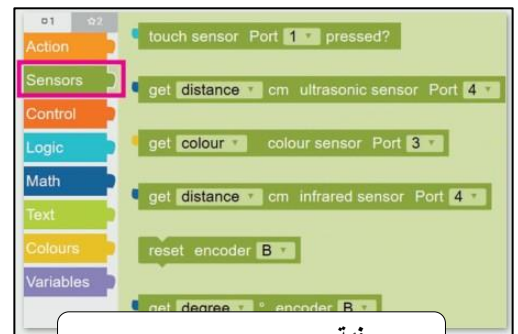 1 2
Action
Sensors
Control
Logic
Math
Text
Colours
Variables
touch sensor Port 1 pressed?
get distance cm ultrasonic sensor Port 4
get colour colour sensor Port 3
get distance cm infrared sensor Port 4
reset encoder B
get degree ° encoder B